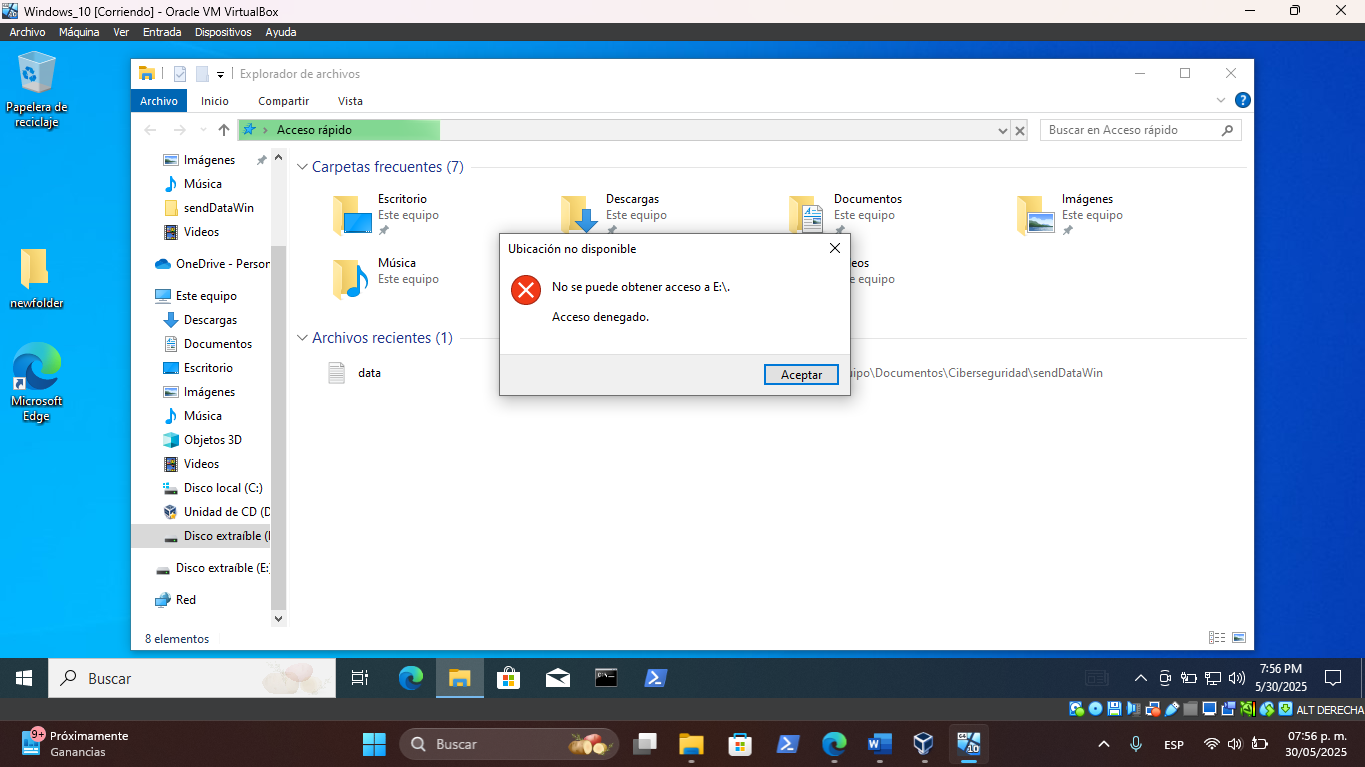 Windows_10 [Corriendo] - Oracle VM VirtualBox
Archivo Máquina Ver Entrada Dispositivos Ayuda
Papelera de reciclaje
newfolder
Microsoft Edge
Explorador de archivos
Archivo Inicio Compartir Vista
Acceso rápido
Buscar en Acceso rápido
Imágenes
Música
sendDataWin
Videos
OneDrive - Person
Este equipo
Descargas
Documentos
Escritorio
Imágenes
Música
Objetos 3D
Videos
Disco local (C:)
Unidad de CD (D
Disco extraíble (
Disco extraíble (E:
Red
Carpetas frecuentes (7)
Escritorio
Este equipo
Descargas
Este equipo
Documentos
Este equipo
Imágenes
Este equipo
Música
Este equipo
eos
e equipo
Archivos recientes (1)
data
ipo\Documentos\Ciberseguridad\sendDataWin
Ubicación no disponible
No se puede obtener acceso a E:\.
Acceso denegado.
Aceptar
8 elementos
Buscar
7:56 PM
5/30/2025
ALT DERECHA
9+
Próximamente
Ganancias
Buscar
ESP
07:56 p. m.
30/05/2025